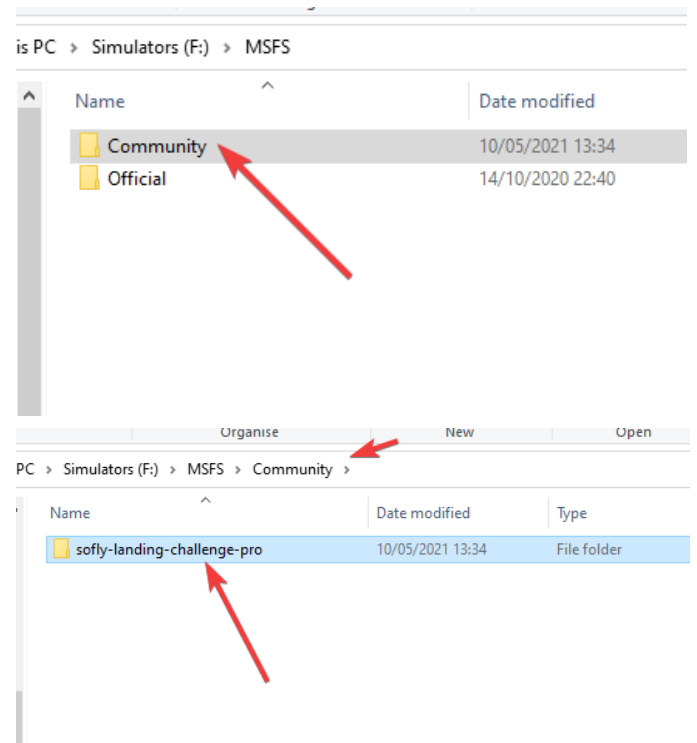 is PC > Simulators (F:) > MSFS
Name Date modified
Community 10/05/2021 13:34
Official 14/10/2020 22:40
Organise New Open
PC > Simulators (F:) > MSFS > Community >
Name Date modified Type
sofly-landing-challenge-pro 10/05/2021 13:34 File folder